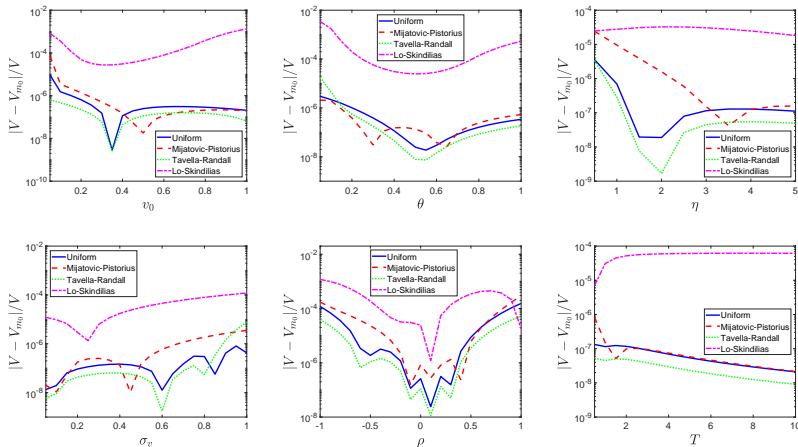 10^-2
10^-4
10^-6
10^-8
10^-10
|V − V_{m_0}|/V
Uniform
Mijatovic-Pistorius
Tavella-Randall
Lo-Skindilias
0.2 0.4 0.6 0.8 1
v_0
10^-2
10^-4
10^-6
10^-8
|V − V_{m_0}|/V
Uniform
Mijatovic-Pistorius
Tavella-Randall
Lo-Skindilias
0.2 0.4 0.6 0.8 1
θ
10^-4
10^-5
10^-6
10^-7
10^-8
10^-9
|V − V_{m_0}|/V
Uniform
Mijatovic-Pistorius
Tavella-Randall
Lo-Skindilias
1 2 3 4 5
η
10^-2
10^-4
10^-6
10^-8
|V − V_{m_0}|/V
Uniform
Mijatovic-Pistorius
Tavella-Randall
Lo-Skindilias
0.2 0.4 0.6 0.8 1
σ_v
10^-2
10^-4
10^-6
10^-8
|V − V_{m_0}|/V
Uniform
Mijatovic-Pistorius
Tavella-Randall
Lo-Skindilias
-1 -0.5 0 0.5 1
ρ
10^-4
10^-5
10^-6
10^-7
10^-8
10^-9
|V − V_{m_0}|/V
Uniform
Mijatovic-Pistorius
Tavella-Randall
Lo-Skindilias
2 4 6 8 10
T